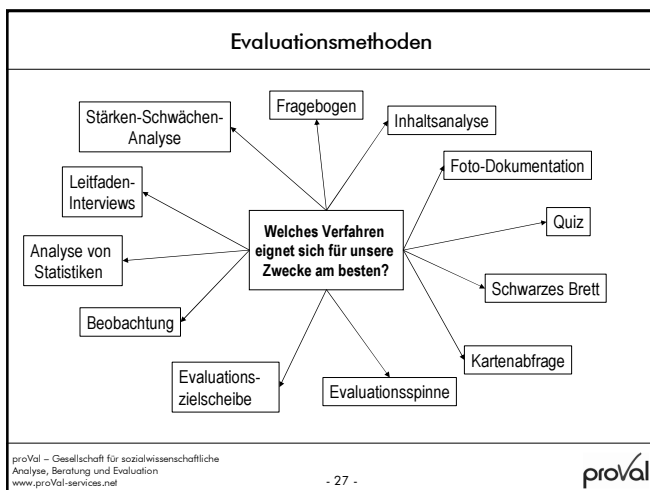 Evaluationsmethoden
Fragebogen
Stärken-Schwächen-
Analyse
Inhaltsanalyse
Foto-Dokumentation
Leitfaden-
Interviews
Welches Verfahren
eignet sich für unsere
Zwecke am besten?
Quiz
Analyse von
Statistiken
Schwarzes Brett
Beobachtung
Kartenabfrage
Evaluations-
zielscheibe
Evaluationsspinne
proVal – Gesellschaft für sozialwissenschaftliche
Analyse, Beratung und Evaluation
www.proVal-services.net
- 27 -
proval